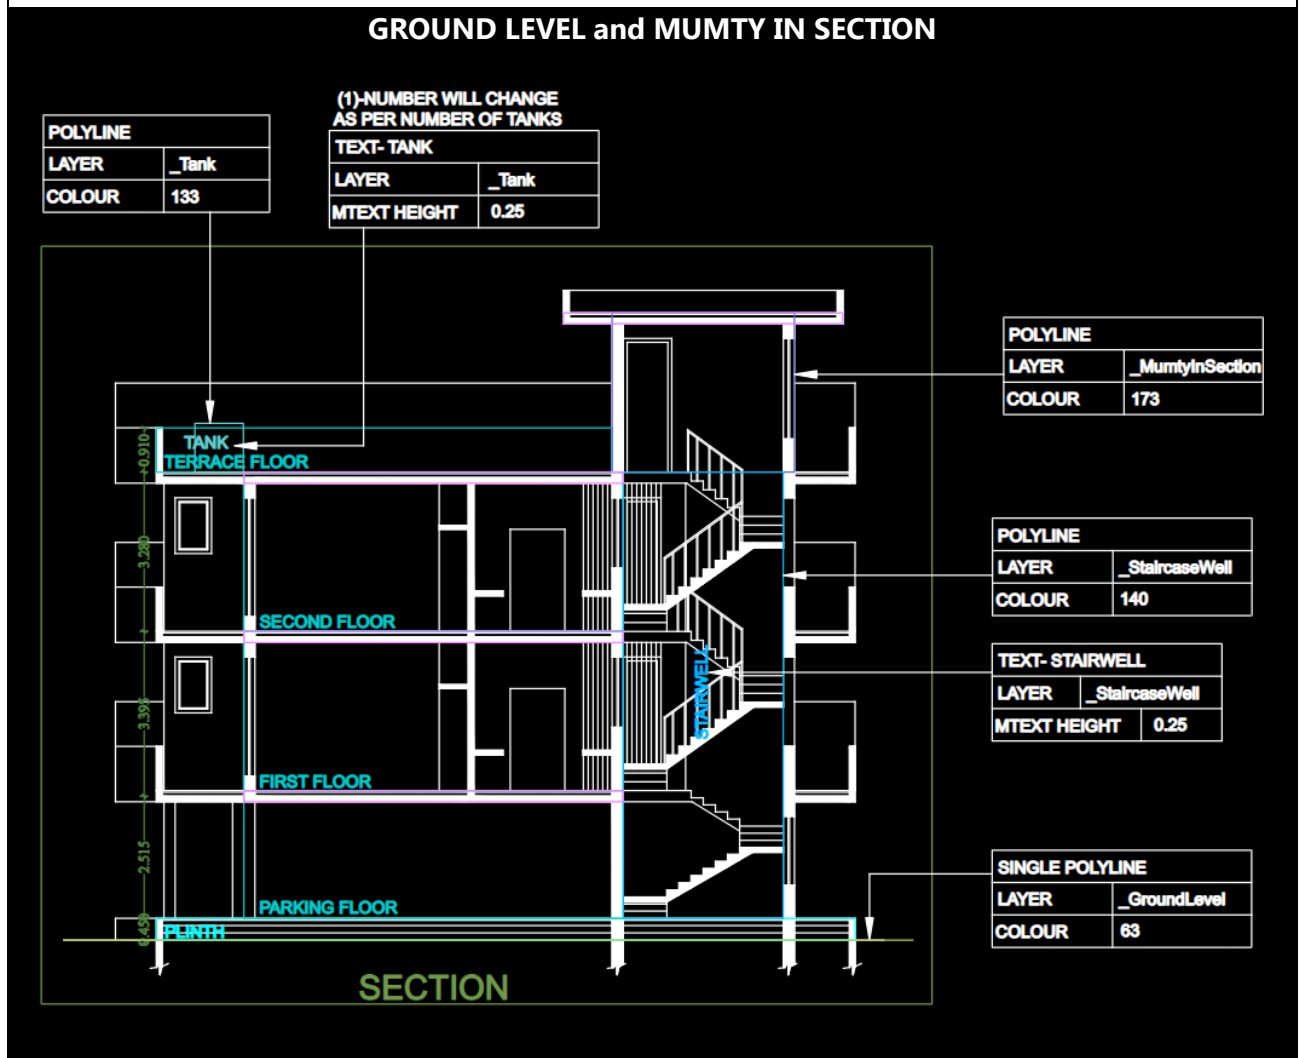 GROUND LEVEL and MUMTY IN SECTION
(1)-NUMBER WILL CHANGE
AS PER NUMBER OF TANKS
POLYLINE
LAYER _Tank
COLOUR 133
TEXT- TANK
LAYER _Tank
MTEXT HEIGHT 0.25
POLYLINE
LAYER _MumtyInSection
COLOUR 173
TANK
TERRACE FLOOR
0.910
3.280
POLYLINE
LAYER _StaircaseWell
COLOUR 140
SECOND FLOOR
TEXT- STAIRWELL
LAYER _StaircaseWell
MTEXT HEIGHT 0.25
STAIRWELL
3.395
FIRST FLOOR
2.515
SINGLE POLYLINE
LAYER _GroundLevel
COLOUR 63
PARKING FLOOR
0.450
PLINTH
SECTION